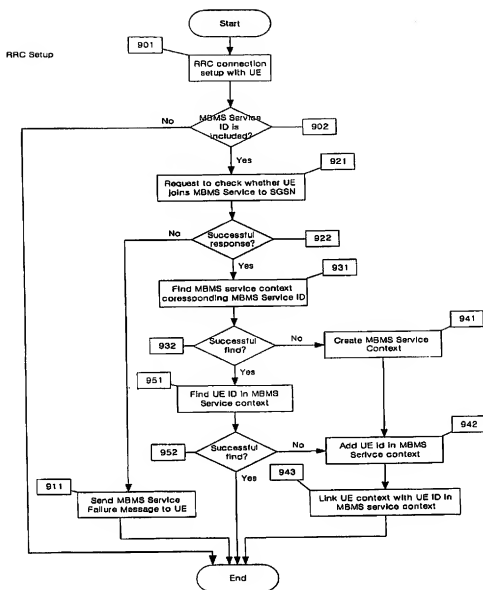 Start
RRC Setup
901
RRC connection
setup with UE
MBMS Service
ID is
included?
902
No
Yes
921
Request to check whether UE
joins MBMS Service to SGSN
Successful
response?
922
No
Yes
931
Find MBMS service context
coressponding MBMS Service ID
Successful
find?
932
No
Yes
941
Create MBMS Service
Context
951
Find UE ID in MBMS
Service context
Successful
find?
952
No
Yes
942
Add UE id in MBMS
Serivce context
943
Link UE context with UE ID in
MBMS service context
911
Send MBMS Service
Failure Message to UE
End